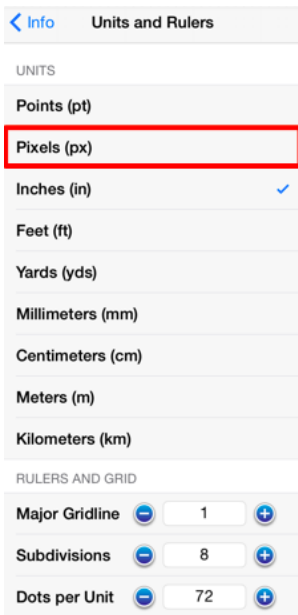 Info Units and Rulers
UNITS
Points (pt)
Pixels (px)
Inches (in)
Feet (ft)
Yards (yds)
Millimeters (mm)
Centimeters (cm)
Meters (m)
Kilometers (km)
RULERS AND GRID
Major Gridline 1
Subdivisions 8
Dots per Unit 72